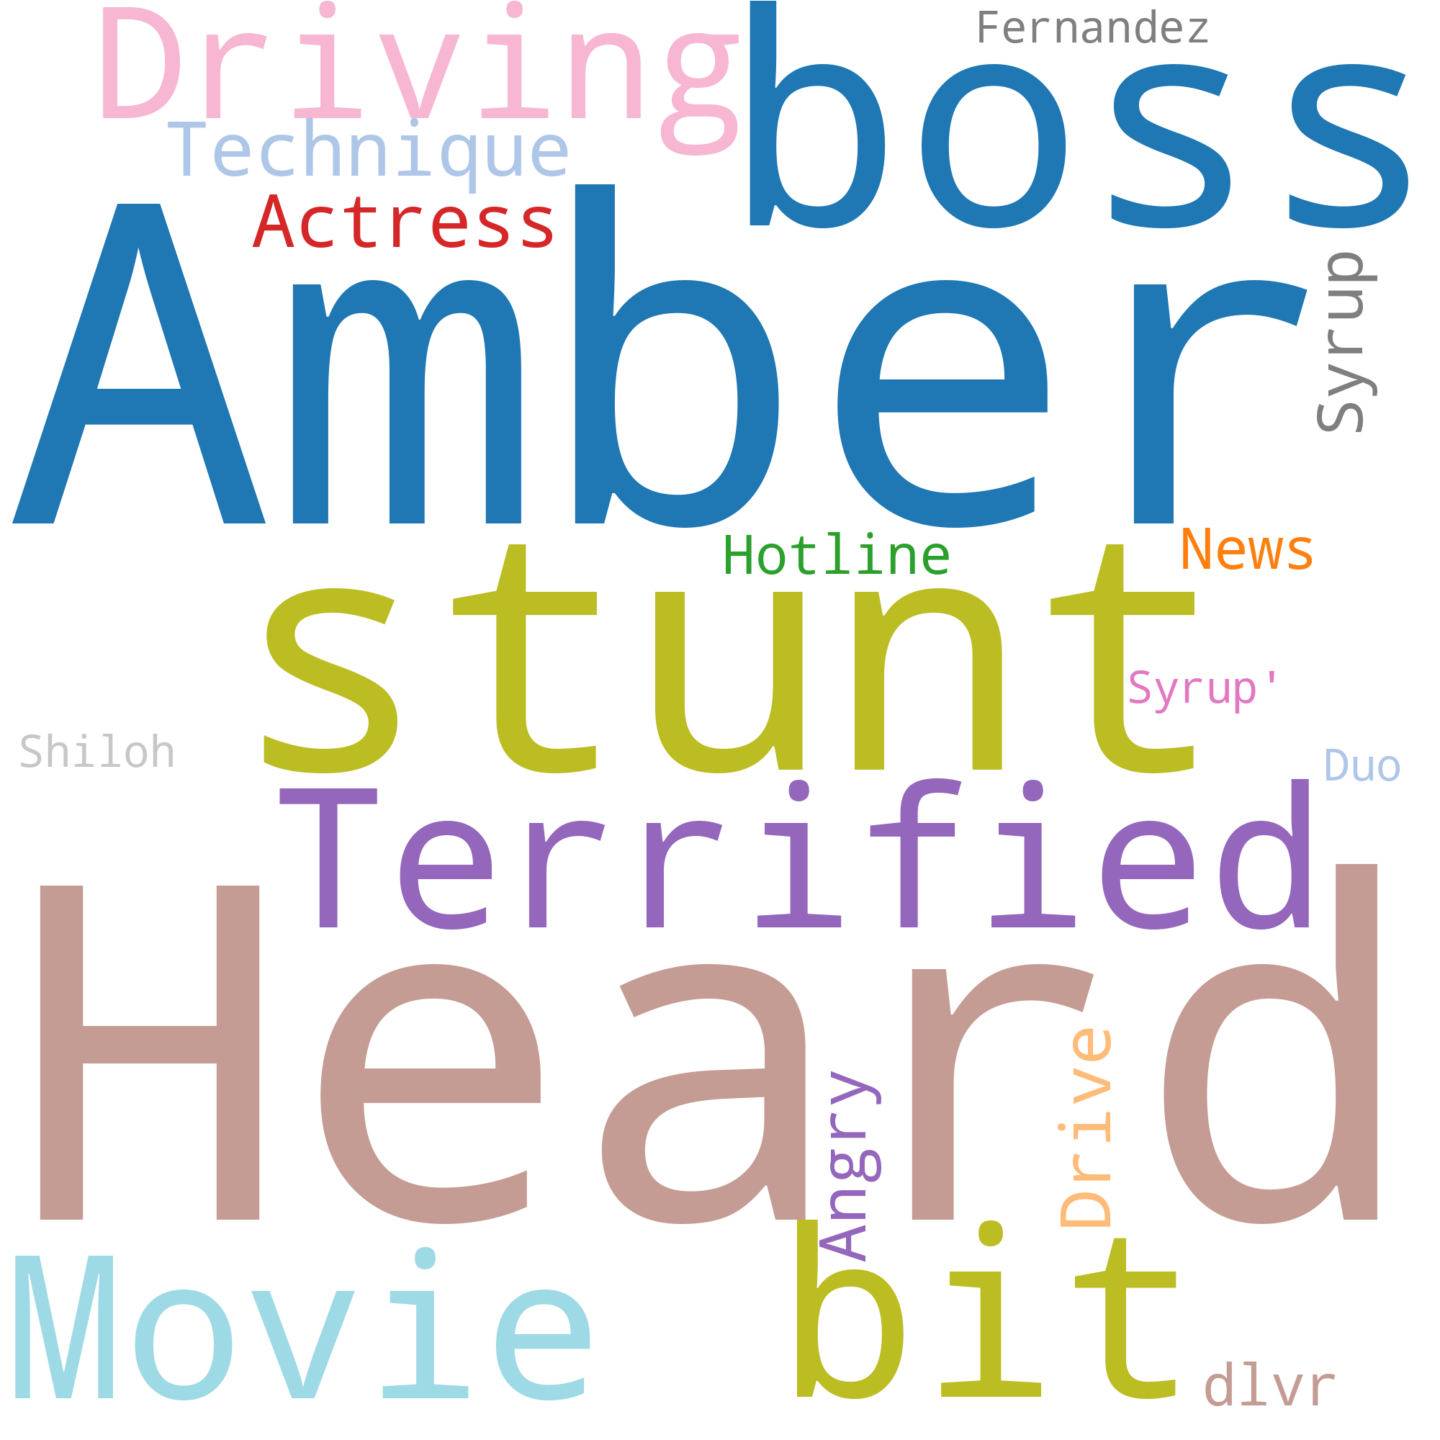 Driving
boss
Fernandez
Technique
Actress
Amber
Syrup
Hotline
News
stunt
Syrup'
Shiloh
Duo
Terrified
Heard
Angry
Drive
Movie
bit
dlvr